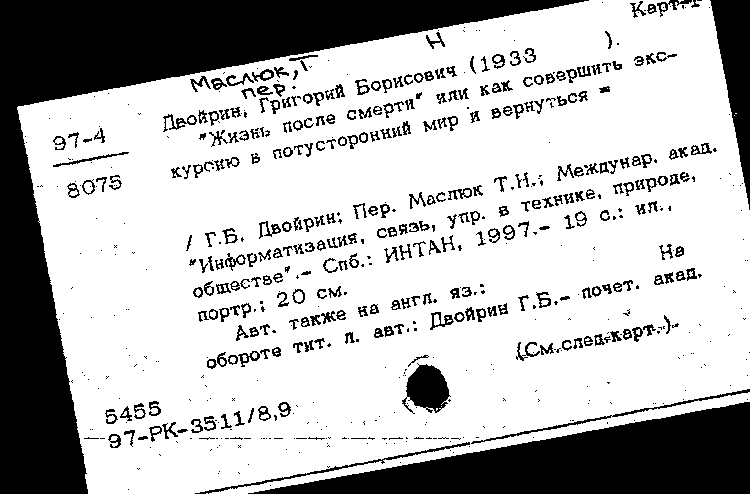 Карт.1
Маслюк, Т Н
пер.
Двойрин, Григорий Борисович (1933 ).
97-4
8075
"Жизнь после смерти" или как совершить экс-
курсию в потусторонний мир и вернуться =
/ Г.Б. Двойрин; Пер. Маслюк Т.Н.; Междунар. акад.
"Информатизация, связь, упр. в технике, природе,
обществе".- Спб.: ИНТАН, 1997.- 19 с.: ил.,
портр.; 20 см.
Авт. также на англ. яз.: На
обороте тит. л. авт.: Двойрин Г.Б.- почет. акад.
(См.след.карт.).
5455
97-РК-3511/8,9